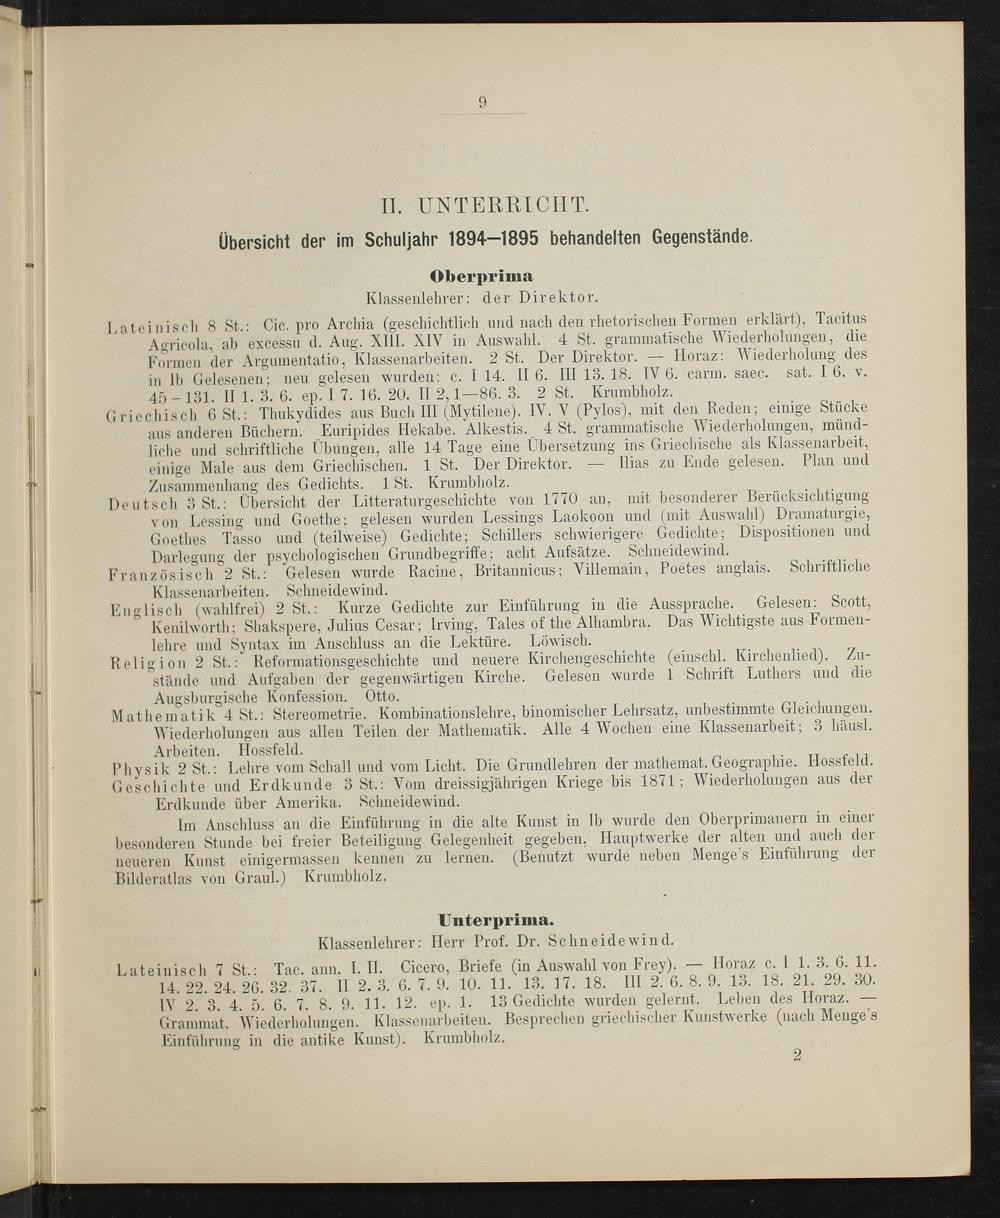 9
II. UNTERRICHT.
Übersicht der im Schuljahr 1894—1895 behandelten Gegenstände.
Oberprima
Klassenlehrer: der Direktor.
Lateinisch 8 St.: Cic. pro Archia (geschichtlich und nach den rhetorischen Formen erklärt), Tacitus
Agricola, ab excessu d. Aug. XIII. XIV in Auswahl. 4 St. grammatische Wiederholungen, die
Formen der Argumentatio, Klassenarbeiten. 2 St. Der Direktor. — Horaz: Wiederholung des
in Ib Gelesenen; neu gelesen wurden: c. I 14. II 6. III 13. 18. IV 6. carm. saec. sat. I 6. v.
45–131. II 1. 3. 6. ep. I 7. 16. 20. II 2, 1—86. 3. 2 St. Krumbholz.
Griechisch 6 St.: Thukydides aus Buch III (Mytilene). IV. V (Pylos), mit den Reden; einige Stücke
aus anderen Büchern. Euripides Hekabe. Alkestis. 4 St. grammatische Wiederholungen, münd-
liche und schriftliche Übungen, alle 14 Tage eine Übersetzung ins Griechische als Klassenarbeit,
einige Male aus dem Griechischen. 1 St. Der Direktor. — Ilias zu Ende gelesen. Plan und
Zusammenhang des Gedichts. 1 St. Krumbholz.
Deutsch 3 St.: Übersicht der Litteraturgeschichte von 1770 an, mit besonderer Berücksichtigung
von Lessing und Goethe; gelesen wurden Lessings Laokoon und (mit Auswahl) Dramaturgie,
Goethes Tasso und (teilweise) Gedichte; Schillers schwierigere Gedichte; Dispositionen und
Darlegung der psychologischen Grundbegriffe; acht Aufsätze. Schneidewind.
Französisch 2 St.: Gelesen wurde Racine, Britannicus; Villemain, Poètes anglais. Schriftliche
Klassenarbeiten. Schneidewind.
Englisch (wahlfrei) 2 St.: Kurze Gedichte zur Einführung in die Aussprache. Gelesen: Scott,
Kenilworth; Shakspere, Julius Cesar; Irving, Tales of the Alhambra. Das Wichtigste aus Formen-
lehre und Syntax im Anschluss an die Lektüre. Löwisch.
Religion 2 St.: Reformationsgeschichte und neuere Kirchengeschichte (einschl. Kirchenlied). Zu-
stände und Aufgaben der gegenwärtigen Kirche. Gelesen wurde 1 Schrift Luthers und die
Augsburgische Konfession. Otto.
Mathematik 4 St.: Stereometrie. Kombinationslehre, binomischer Lehrsatz, unbestimmte Gleichungen.
Wiederholungen aus allen Teilen der Mathematik. Alle 4 Wochen eine Klassenarbeit; 3 häusl.
Arbeiten. Hossfeld.
Physik 2 St.: Lehre vom Schall und vom Licht. Die Grundlehren der mathemat. Geographie. Hossfeld.
Geschichte und Erdkunde 3 St.: Vom dreissigjährigen Kriege bis 1871; Wiederholungen aus der
Erdkunde über Amerika. Schneidewind.
Im Anschluss an die Einführung in die alte Kunst in Ib wurde den Oberprimanern in einer
besonderen Stunde bei freier Beteiligung Gelegenheit gegeben, Hauptwerke der alten und auch der
neueren Kunst einigermassen kennen zu lernen. (Benutzt wurde neben Menge's Einführung der
Bilderatlas von Graul.) Krumbholz.
Unterprima.
Klassenlehrer: Herr Prof. Dr. Schneidewind.
Lateinisch 7 St.: Tac. ann. I. II. Cicero, Briefe (in Auswahl von Frey). — Horaz c. I 1. 3. 6. 11.
14. 22. 24. 26. 32. 37. II 2. 3. 6. 7. 9. 10. 11. 13. 17. 18. III 2. 6. 8. 9. 13. 18. 21. 29. 30.
IV 2. 3. 4. 5. 6. 7. 8. 9. 11. 12. ep. 1. 13 Gedichte wurden gelernt. Leben des Horaz. —
Grammat. Wiederholungen. Klassenarbeiten. Besprechen griechischer Kunstwerke (nach Menge's
Einführung in die antike Kunst). Krumbholz.
2